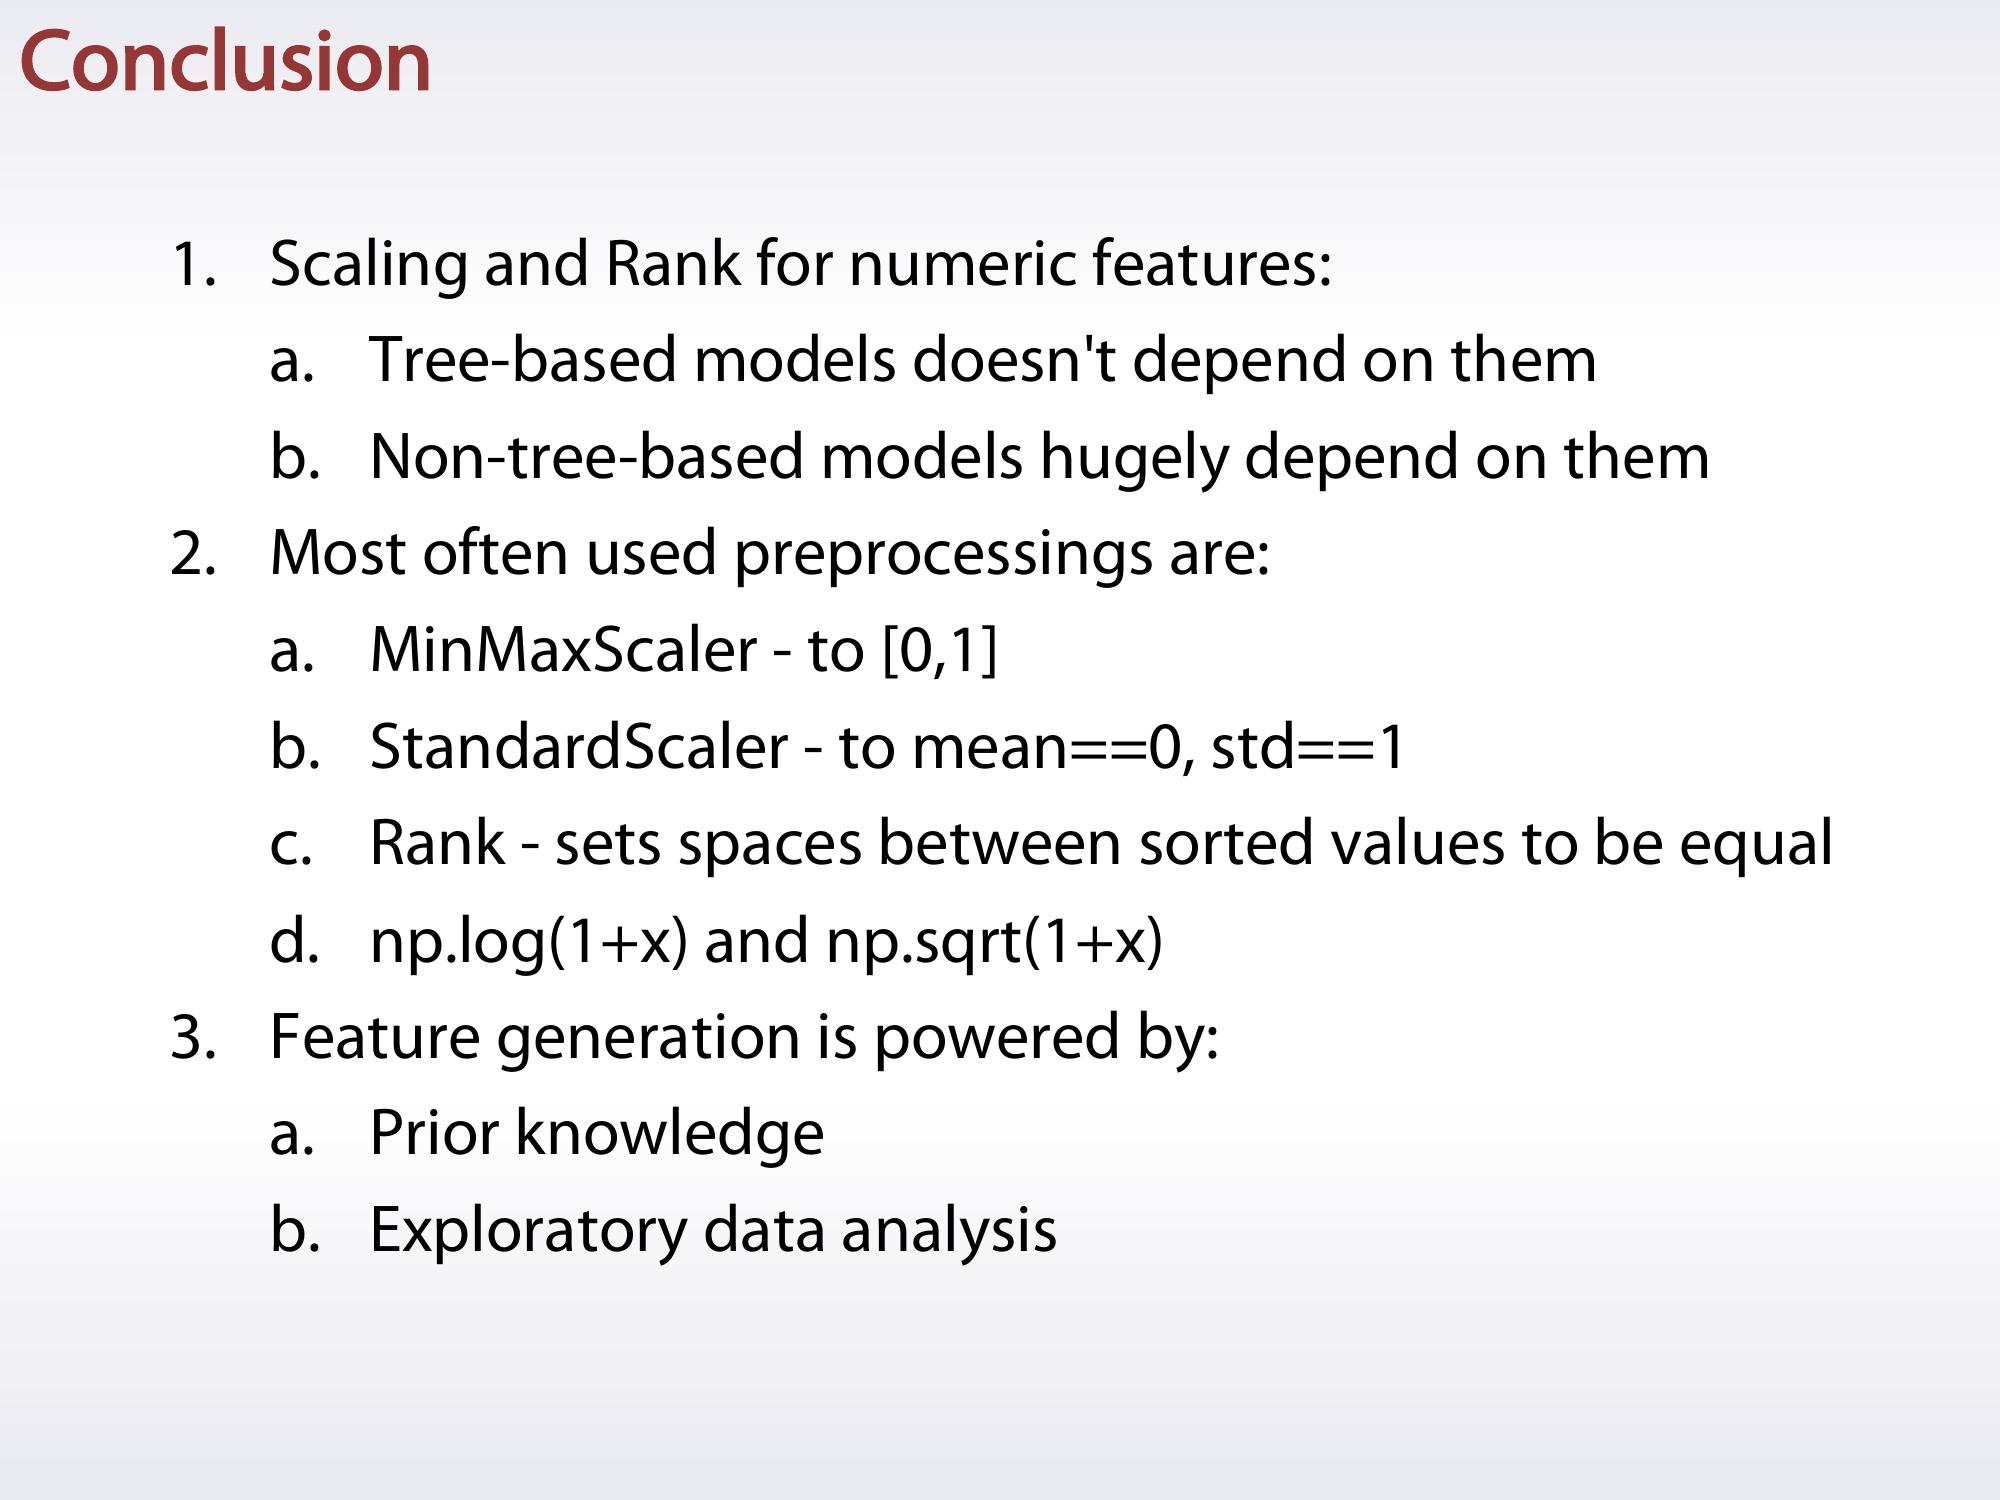 Conclusion
1. Scaling and Rank for numeric features:
a. Tree-based models doesn't depend on them
b. Non-tree-based models hugely depend on them
2. Most often used preprocessings are:
a. MinMaxScaler - to [0,1]
b. StandardScaler - to mean==0, std==1
c. Rank - sets spaces between sorted values to be equal
d. np.log(1+x) and np.sqrt(1+x)
3. Feature generation is powered by:
a. Prior knowledge
b. Exploratory data analysis